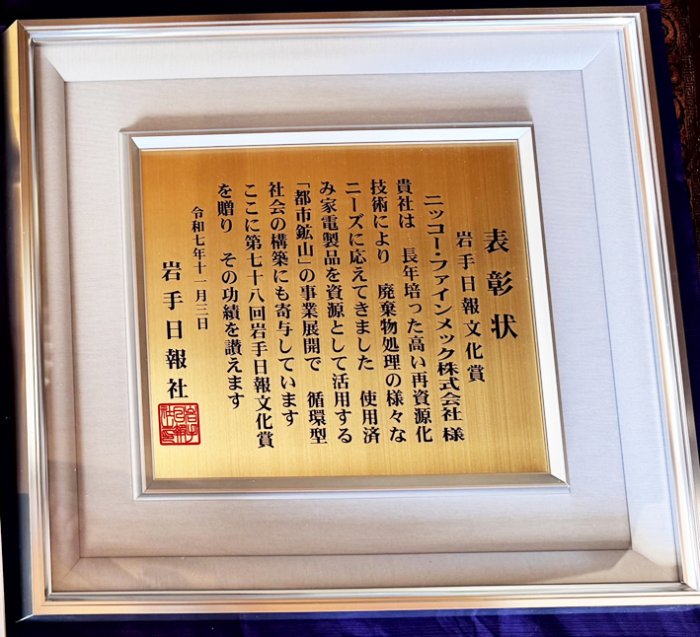 表彰状
岩手日報文化賞
ニッコー・ファインメック株式会社 様
貴社は 長年培った高い再資源化
技術により 廃棄物処理の様々な
ニーズに応えてきました 使用済
み家電製品を資源として活用する
「都市鉱山」の事業展開で 循環型
社会の構築にも寄与しています
ここに第七十八回岩手日報文化賞
を贈り その功績を讃えます
令和七年十一月三日
岩手日報社